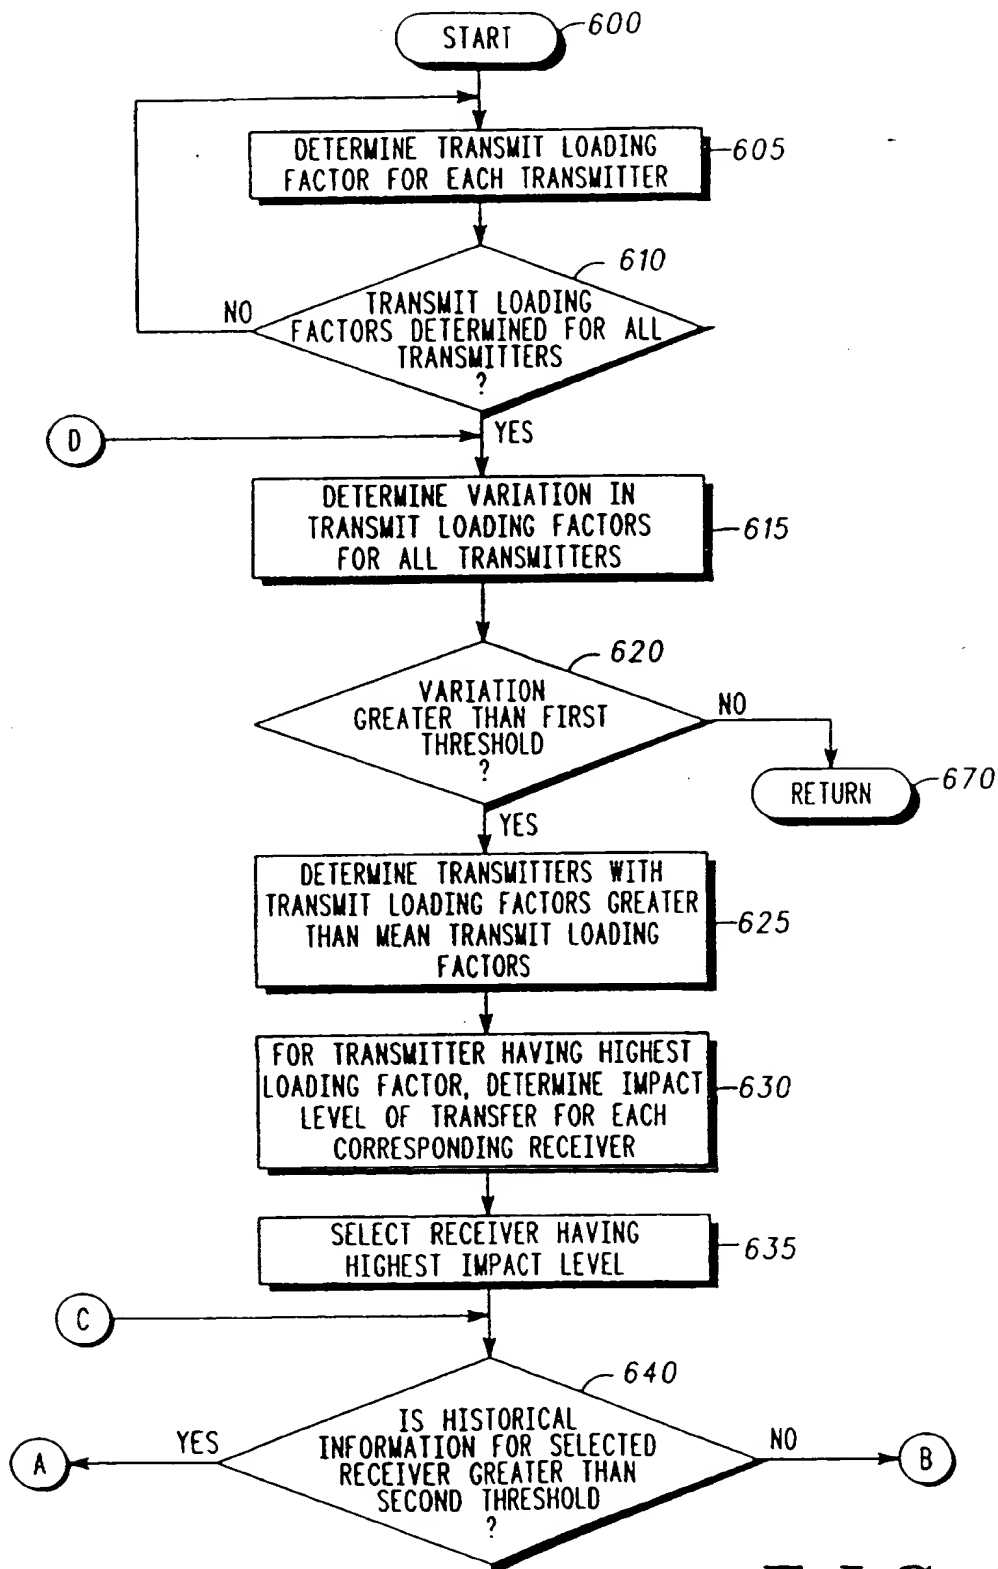 START
600
DETERMINE TRANSMIT LOADING
FACTOR FOR EACH TRANSMITTER
605
610
TRANSMIT LOADING
FACTORS DETERMINED FOR ALL
TRANSMITTERS
?
NO
D
YES
DETERMINE VARIATION IN
TRANSMIT LOADING FACTORS
FOR ALL TRANSMITTERS
615
620
VARIATION
GREATER THAN FIRST
THRESHOLD
?
NO
RETURN
670
YES
DETERMINE TRANSMITTERS WITH
TRANSMIT LOADING FACTORS GREATER
THAN MEAN TRANSMIT LOADING
FACTORS
625
FOR TRANSMITTER HAVING HIGHEST
LOADING FACTOR, DETERMINE IMPACT
LEVEL OF TRANSFER FOR EACH
CORRESPONDING RECEIVER
630
SELECT RECEIVER HAVING
HIGHEST IMPACT LEVEL
635
C
640
IS HISTORICAL
INFORMATION FOR SELECTED
RECEIVER GREATER THAN
SECOND THRESHOLD
?
YES
A
NO
B